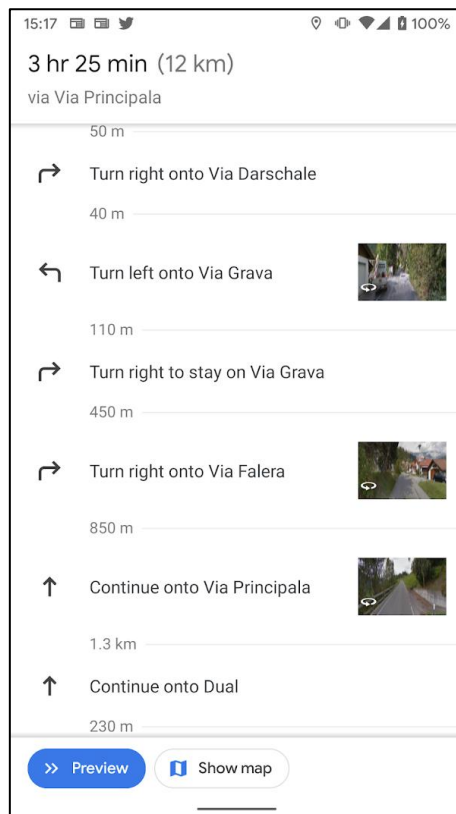 15:17 100%
3 hr 25 min (12 km)
via Via Principala
50 m
Turn right onto Via Darschale
40 m
Turn left onto Via Grava
110 m
Turn right to stay on Via Grava
450 m
Turn right onto Via Falera
850 m
Continue onto Via Principala
1.3 km
Continue onto Dual
230 m
Preview Show map